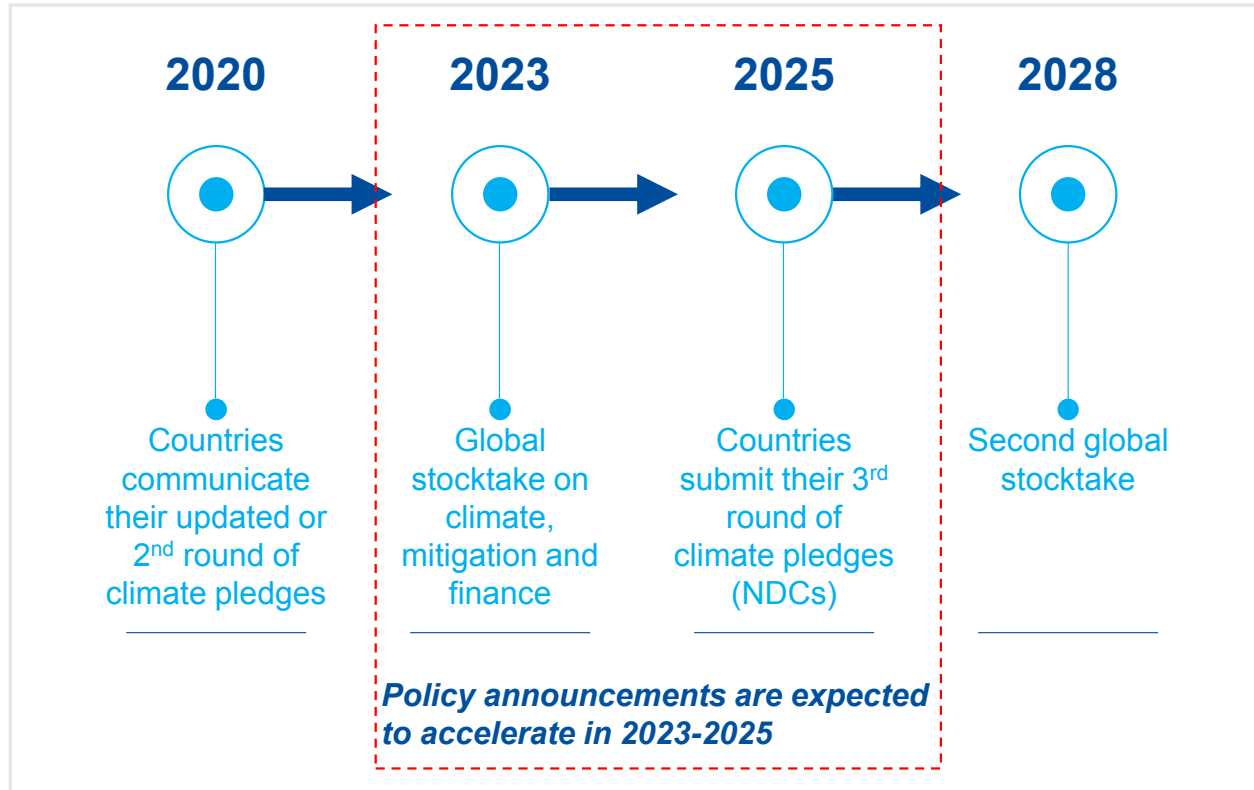 2020
2023
2025
2028
Countries
communicate
their updated or
2nd round of
climate pledges
Global
stocktake on
climate,
mitigation and
finance
Countries
submit their 3rd
round of
climate pledges
(NDCs)
Second global
stocktake
Policy announcements are expected
to accelerate in 2023-2025